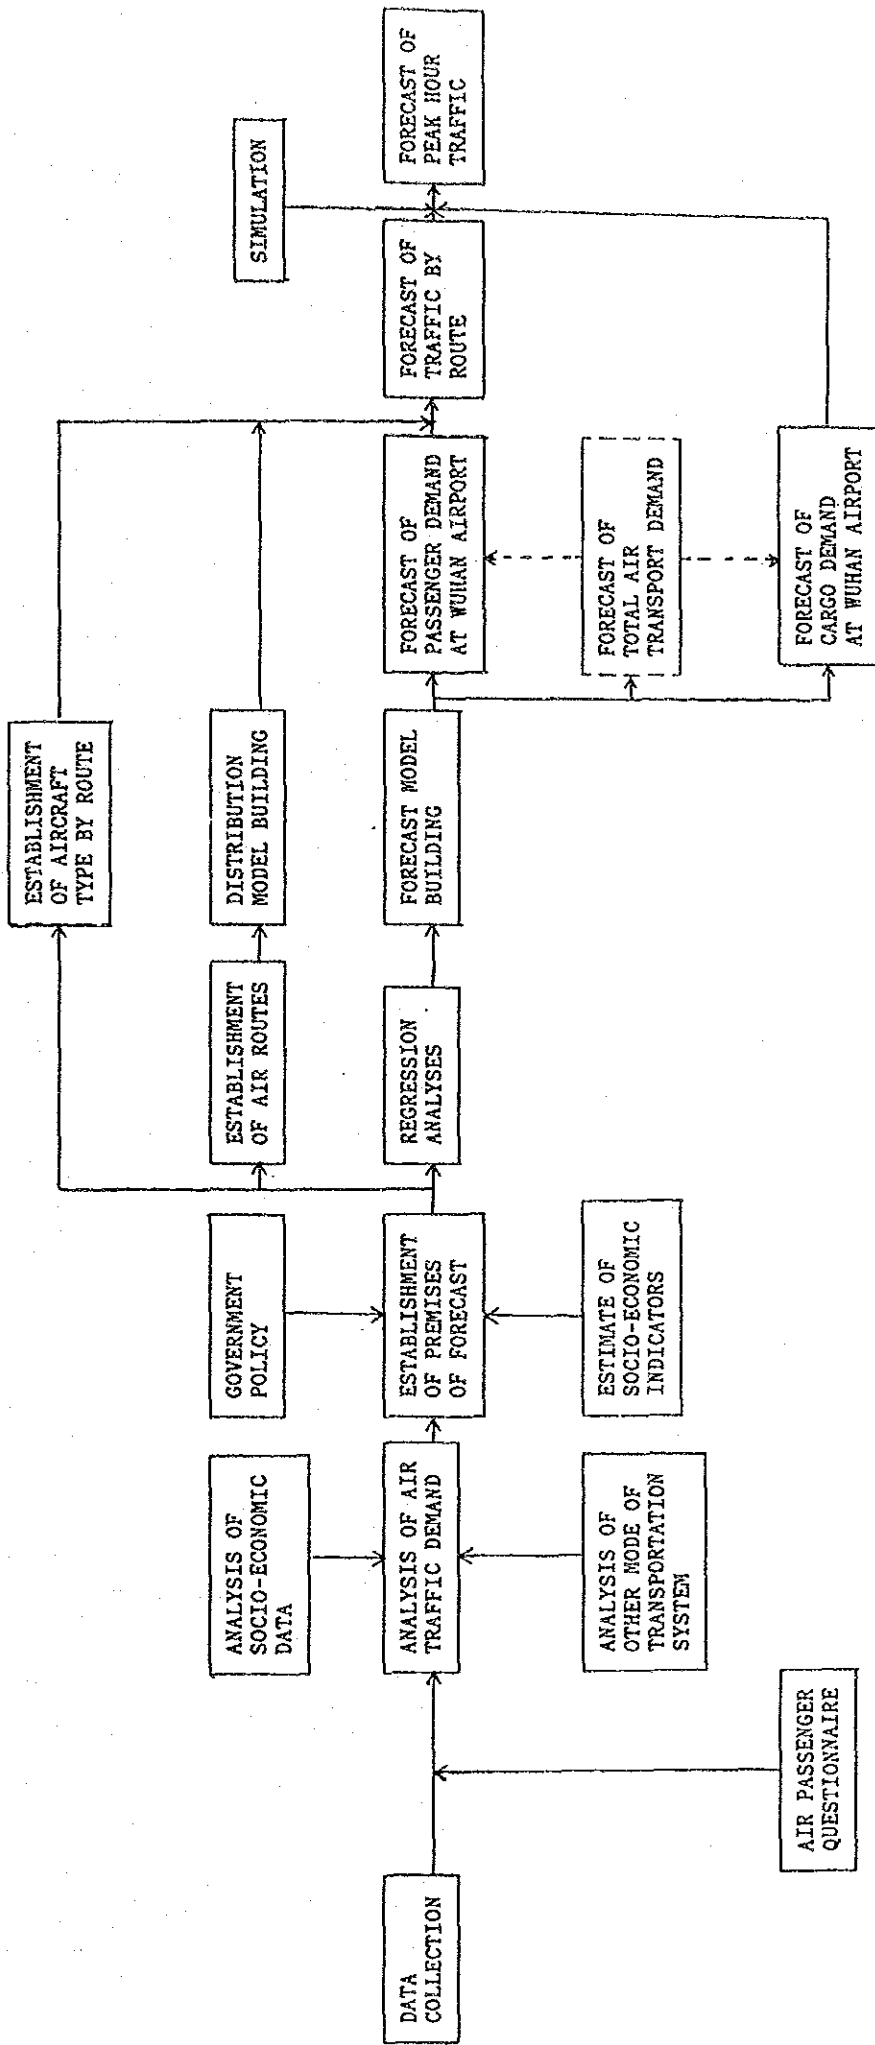 DATA
COLLECTION
AIR PASSENGER
QUESTIONNAIRE
ANALYSIS OF
SOCIO-ECONOMIC
DATA
ANALYSIS OF AIR
TRAFFIC DEMAND
ANALYSIS OF
OTHER MODE OF
TRANSPORTATION
SYSTEM
GOVERNMENT
POLICY
ESTABLISHMENT
OF PREMISES
OF FORECAST
ESTIMATE OF
SOCIO-ECONOMIC
INDICATORS
ESTABLISHMENT
OF AIR ROUTES
REGRESSION
ANALYSES
ESTABLISHMENT
OF AIRCRAFT
TYPE BY ROUTE
DISTRIBUTION
MODEL BUILDING
FORECAST MODEL
BUILDING
FORECAST OF
PASSENGER DEMAND
AT WUHAN AIRPORT
FORECAST OF
TOTAL AIR
TRANSPORT DEMAND
FORECAST OF
CARGO DEMAND
AT WUHAN AIRPORT
SIMULATION
FORECAST OF
TRAFFIC BY
ROUTE
FORECAST OF
PEAK HOUR
TRAFFIC